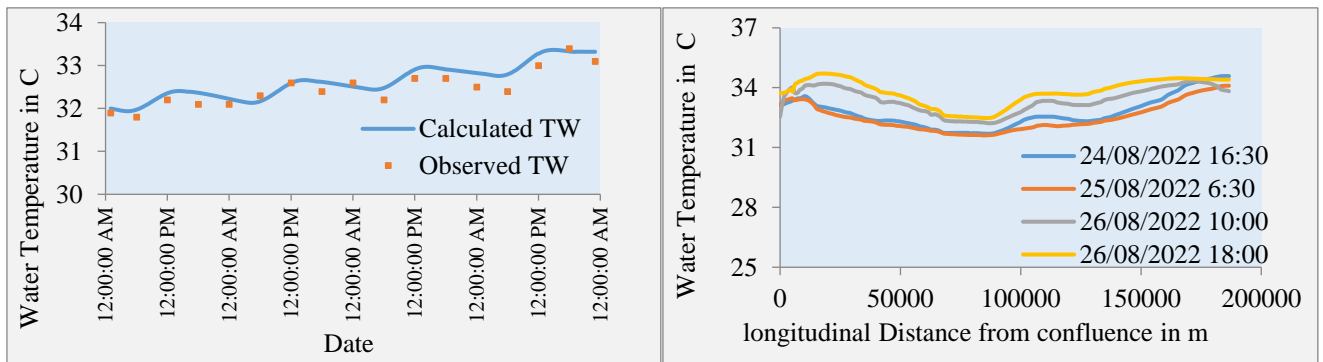 Water Temperature in C
34
33
32
31
30
Calculated TW
Observed TW
12:00:00 AM
12:00:00 PM
12:00:00 AM
12:00:00 PM
12:00:00 AM
12:00:00 PM
12:00:00 AM
12:00:00 PM
12:00:00 AM
Date
Water Temperature in C
37
34
31
28
25
24/08/2022 16:30
25/08/2022 6:30
26/08/2022 10:00
26/08/2022 18:00
0
50000
100000
150000
200000
longitudinal Distance from confluence in m